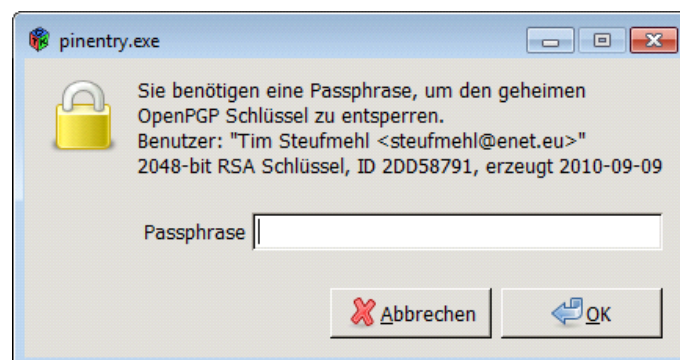 pinentry.exe
Sie benötigen eine Passphrase, um den geheimen
OpenPGP Schlüssel zu entsperren.
Benutzer: "Tim Steufmehl <steufmehl@enet.eu>"
2048-bit RSA Schlüssel, ID 2DD58791, erzeugt 2010-09-09
Passphrase
Abbrechen
OK